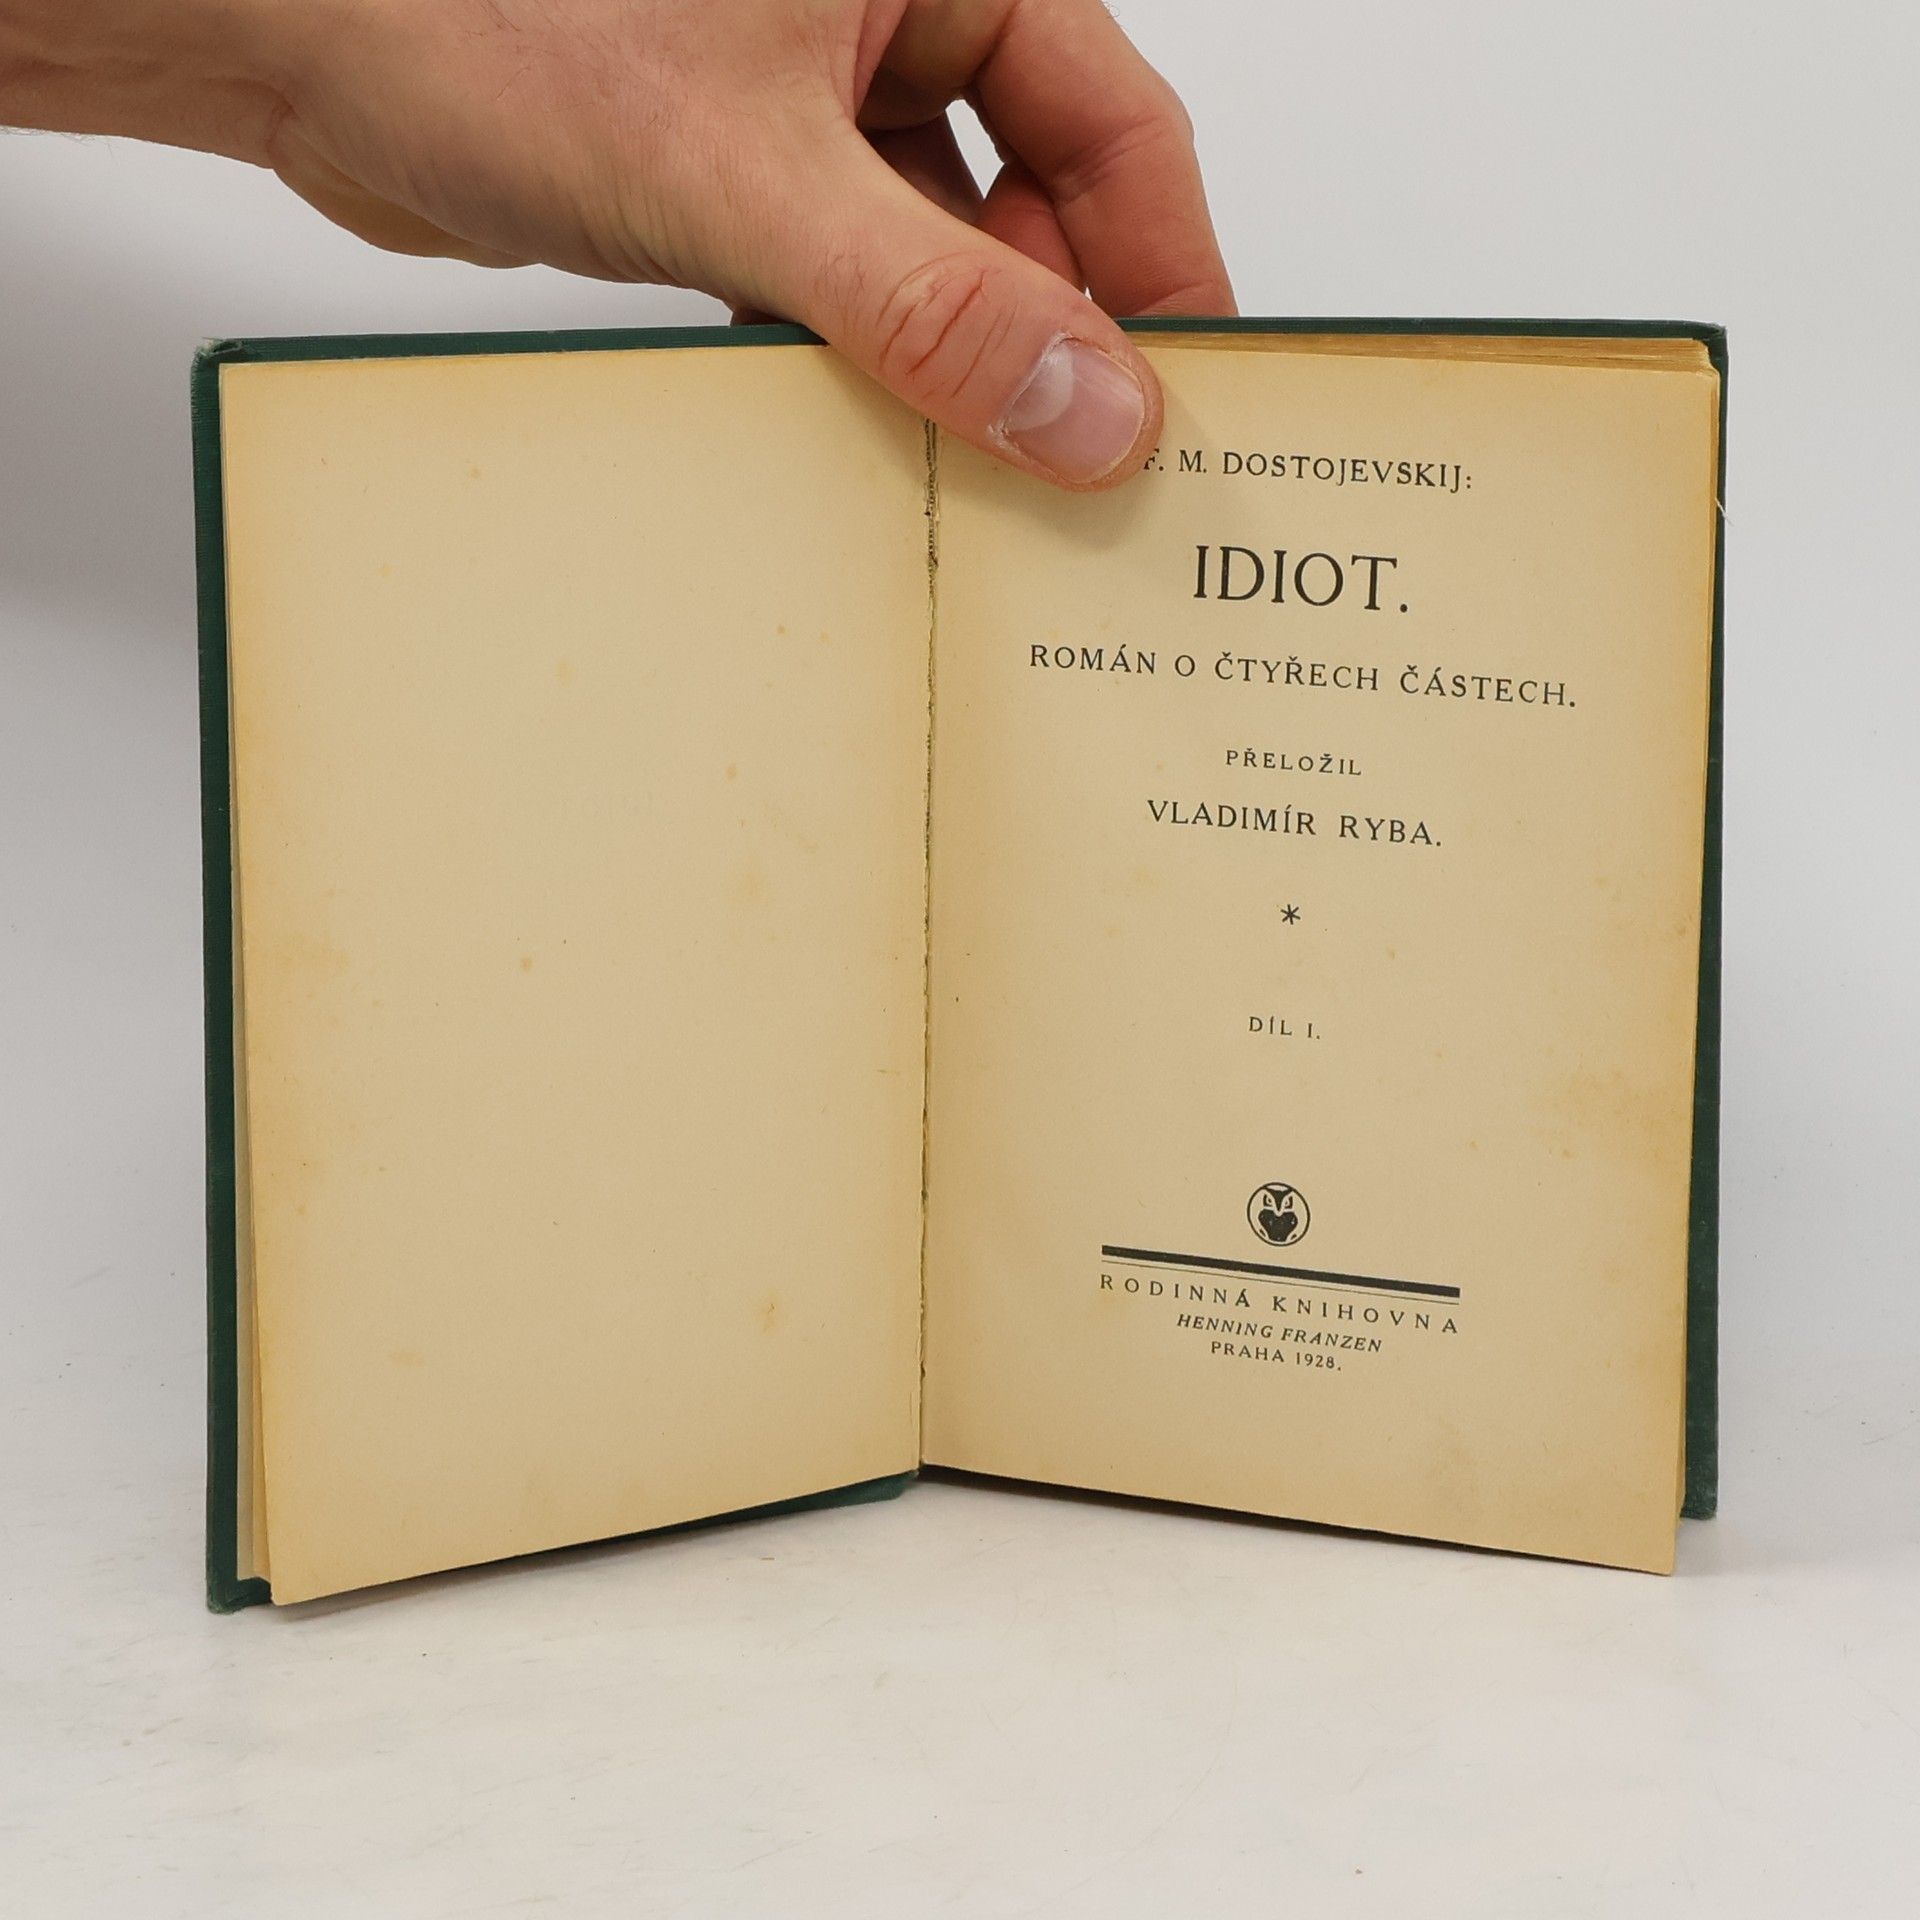 F. M. DOSTOJEVSKIJ:
IDIOT.
ROMÁN O ČTYŘECH ČÁSTECH.
PŘELOŽIL
VLADIMÍR RYBA.
*
DÍL I.
RODINNÁ KNIHOVNA
HENNING FRANZEN
PRAHA 1928.